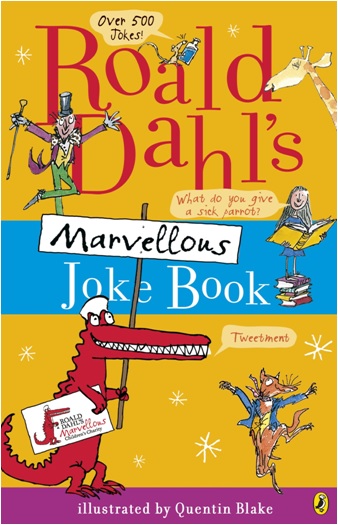 Over 500
Jokes!
Roald
Dahl's
What do you give
a sick parrot?
Marvellous
Joke Book
Tweetment
ROALD
DAHL'S
Marvellous
Children's Charity
illustrated by Quentin Blake